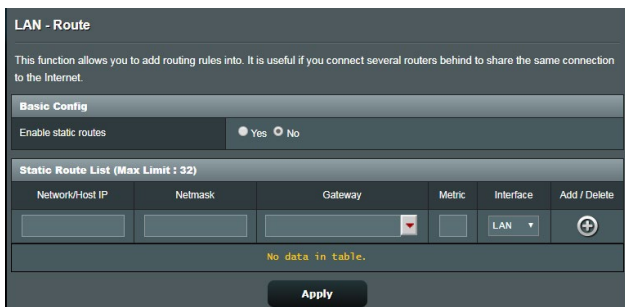 LAN - Route
This function allows you to add routing rules into. It is useful if you connect several routers behind to share the same connection
to the Internet.
Basic Config
Enable static routes Yes No
Static Route List (Max Limit : 32)
Network/Host IP Netmask Gateway Metric Interface Add / Delete
LAN
No data in table.
Apply